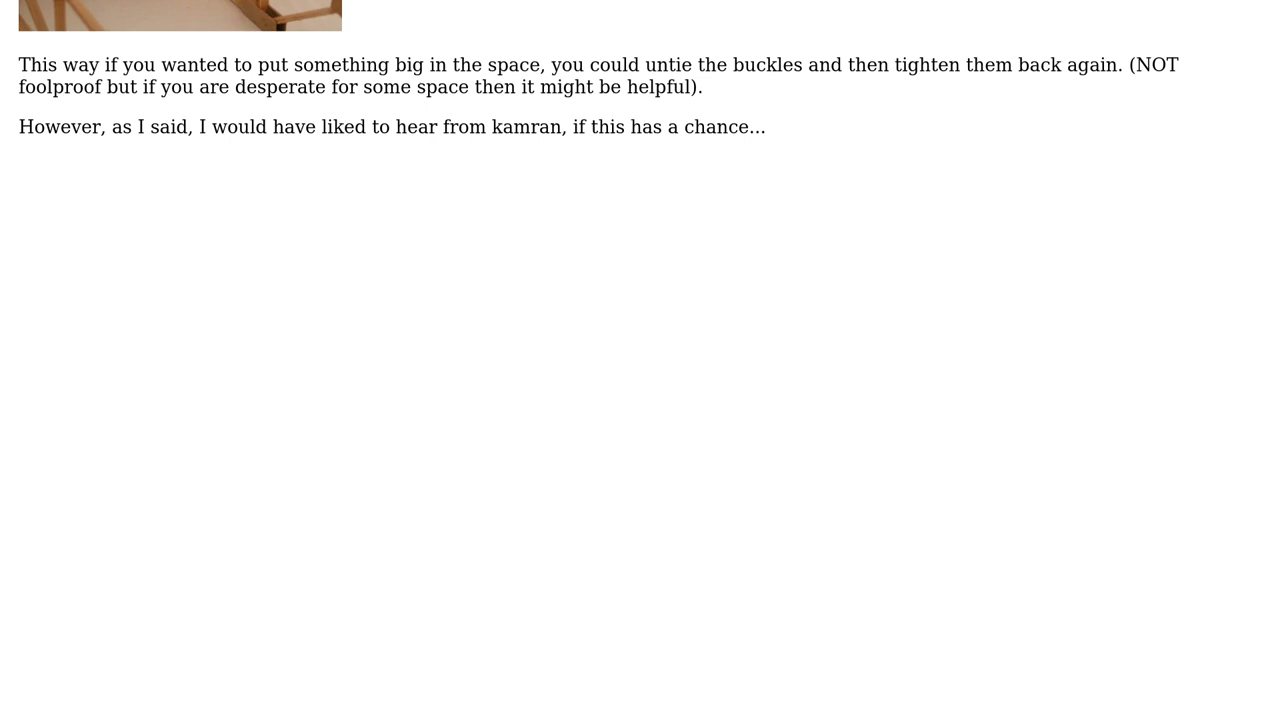 This way if you wanted to put something big in the space, you could untie the buckles and then tighten them back again. (NOT
foolproof but if you are desperate for some space then it might be helpful).
However, as I said, I would have liked to hear from kamran, if this has a chance...